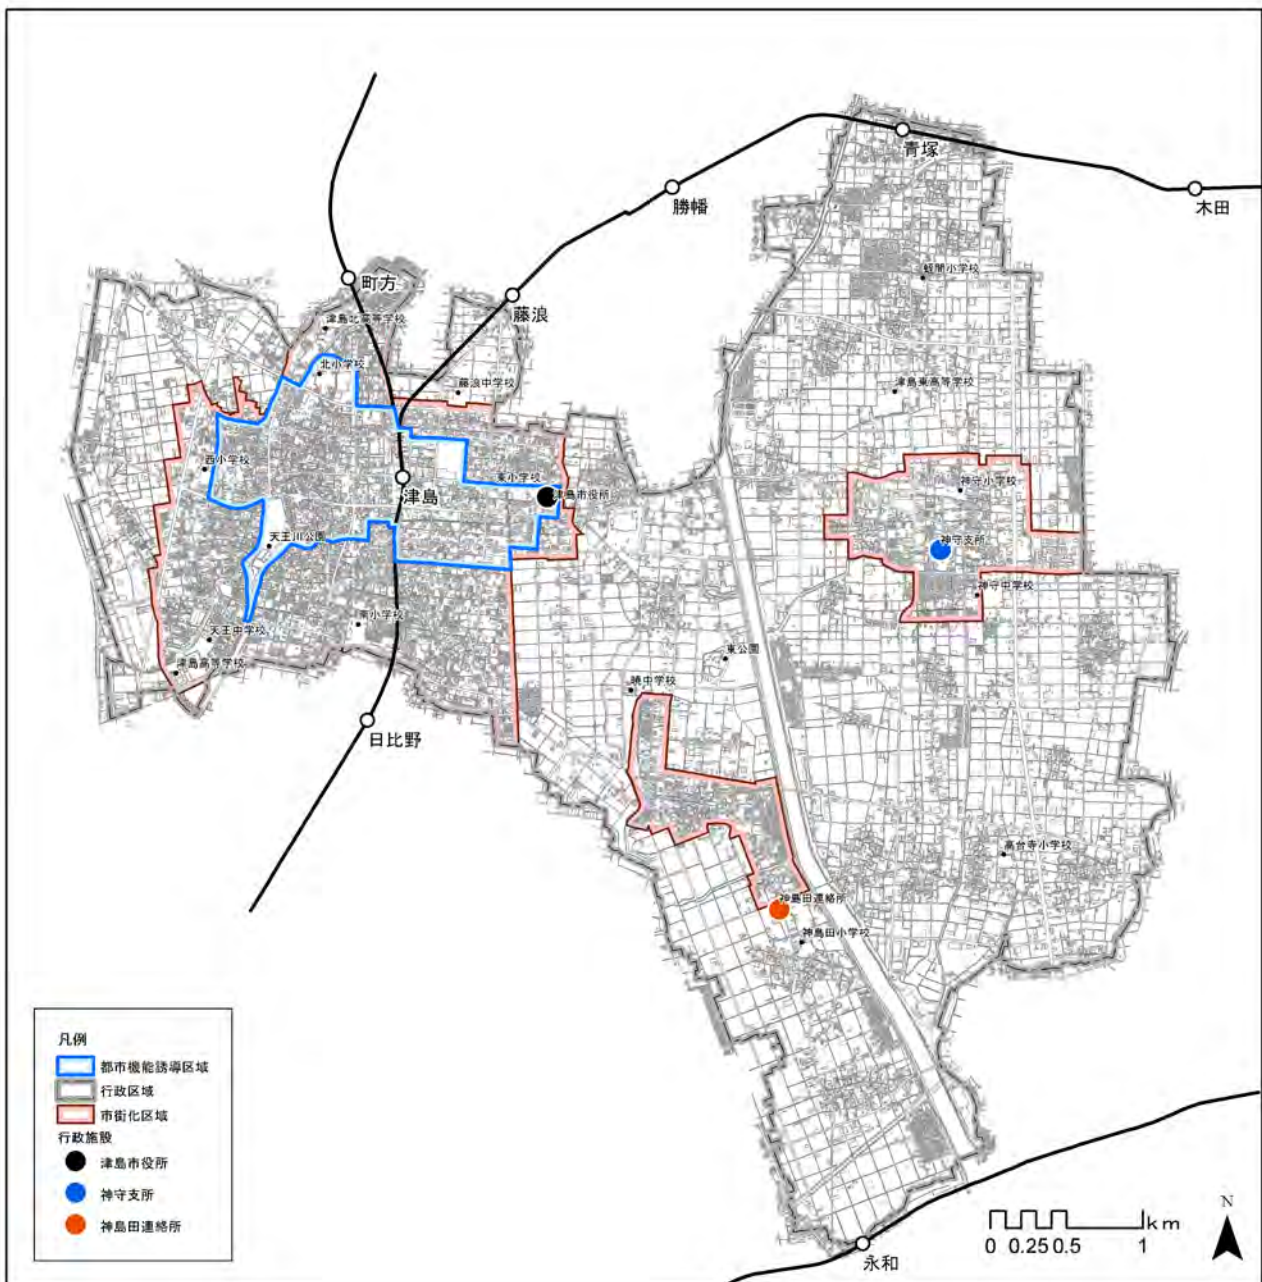 青塚
勝幡
木田
蛭間小学校
町方
藤浪
津島北高等学校
北小学校
藤浪中学校
津島東高等学校
西小学校
東小学校
津島
津島市役所
神守小学校
天王川公園
神守支所
神守中学校
南小学校
天王中学校
東公園
津島高等学校
暁中学校
日比野
高台寺小学校
神島田連絡所
神島田小学校
凡例
都市機能誘導区域
行政区域
市街化区域
行政施設
津島市役所
神守支所
神島田連絡所
N
km
0 0.25 0.5 1
永和